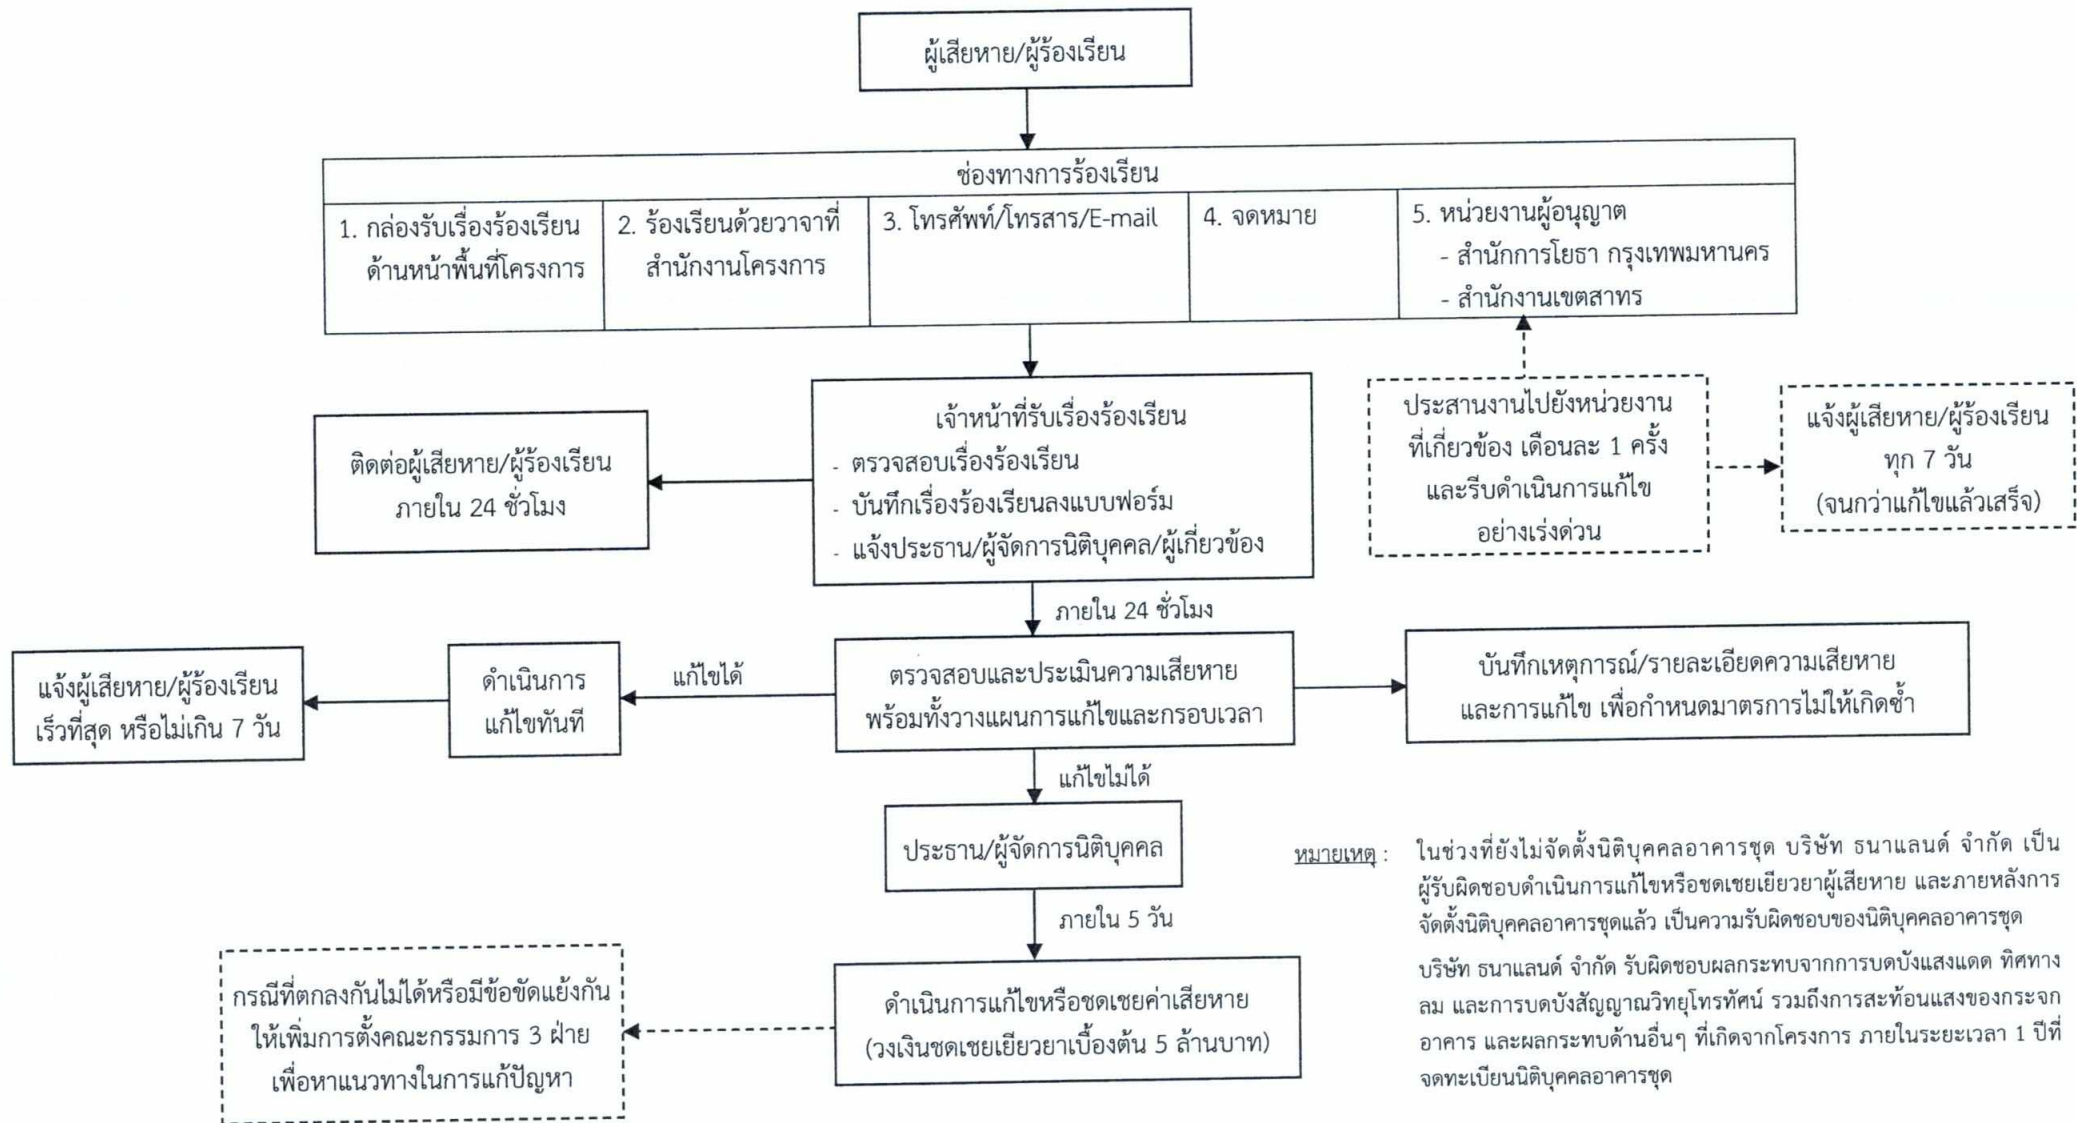 ผู้เสียหาย/ผู้ร้องเรียน
ช่องทางการร้องเรียน
1. กล่องรับเรื่องร้องเรียน
ด้านหน้าพื้นที่โครงการ
2. ร้องเรียนด้วยวาจาที่
สำนักงานโครงการ
3. โทรศัพท์/โทรสาร/E-mail
4. จดหมาย
5. หน่วยงานผู้อนุญาต
- สำนักการโยธา กรุงเทพมหานคร
- สำนักงานเขตสาทร
ติดต่อผู้เสียหาย/ผู้ร้องเรียน
ภายใน 24 ชั่วโมง
เจ้าหน้าที่รับเรื่องร้องเรียน
- ตรวจสอบเรื่องร้องเรียน
- บันทึกเรื่องร้องเรียนลงแบบฟอร์ม
- แจ้งประธาน/ผู้จัดการนิติบุคคล/ผู้เกี่ยวข้อง
ประสานงานไปยังหน่วยงาน
ที่เกี่ยวข้อง เดือนละ 1 ครั้ง
และรีบดำเนินการแก้ไข
อย่างเร่งด่วน
แจ้งผู้เสียหาย/ผู้ร้องเรียน
ทุก 7 วัน
(จนกว่าแก้ไขแล้วเสร็จ)
ภายใน 24 ชั่วโมง
แจ้งผู้เสียหาย/ผู้ร้องเรียน
เร็วที่สุด หรือไม่เกิน 7 วัน
ดำเนินการ
แก้ไขทันที
แก้ไขได้
ตรวจสอบและประเมินความเสียหาย
พร้อมทั้งวางแผนการแก้ไขและกรอบเวลา
บันทึกเหตุการณ์/รายละเอียดความเสียหาย
และการแก้ไข เพื่อกำหนดมาตรการไม่ให้เกิดซ้ำ
แก้ไขไม่ได้
ประธาน/ผู้จัดการนิติบุคคล
ภายใน 5 วัน
กรณีที่ตกลงกันไม่ได้หรือมีข้อขัดแย้งกัน
ให้เพิ่มการตั้งคณะกรรมการ 3 ฝ่าย
เพื่อหาแนวทางในการแก้ปัญหา
ดำเนินการแก้ไขหรือชดเชยค่าเสียหาย
(วงเงินชดเชยเยียวยาเบื้องต้น 5 ล้านบาท)
หมายเหตุ : ในช่วงที่ยังไม่จัดตั้งนิติบุคคลอาคารชุด บริษัท ธนาแลนด์ จำกัด เป็น
ผู้รับผิดชอบดำเนินการแก้ไขหรือชดเชยเยียวยาผู้เสียหาย และภายหลังการ
จัดตั้งนิติบุคคลอาคารชุดแล้ว เป็นความรับผิดชอบของนิติบุคคลอาคารชุด
บริษัท ธนาแลนด์ จำกัด รับผิดชอบผลกระทบจากการบดบังแสงแดด ทิศทาง
ลม และการบดบังสัญญาณวิทยุโทรทัศน์ รวมถึงการสะท้อนแสงของกระจก
อาคาร และผลกระทบด้านอื่นๆ ที่เกิดจากโครงการ ภายในระยะเวลา 1 ปีที่
จดทะเบียนนิติบุคคลอาคารชุด